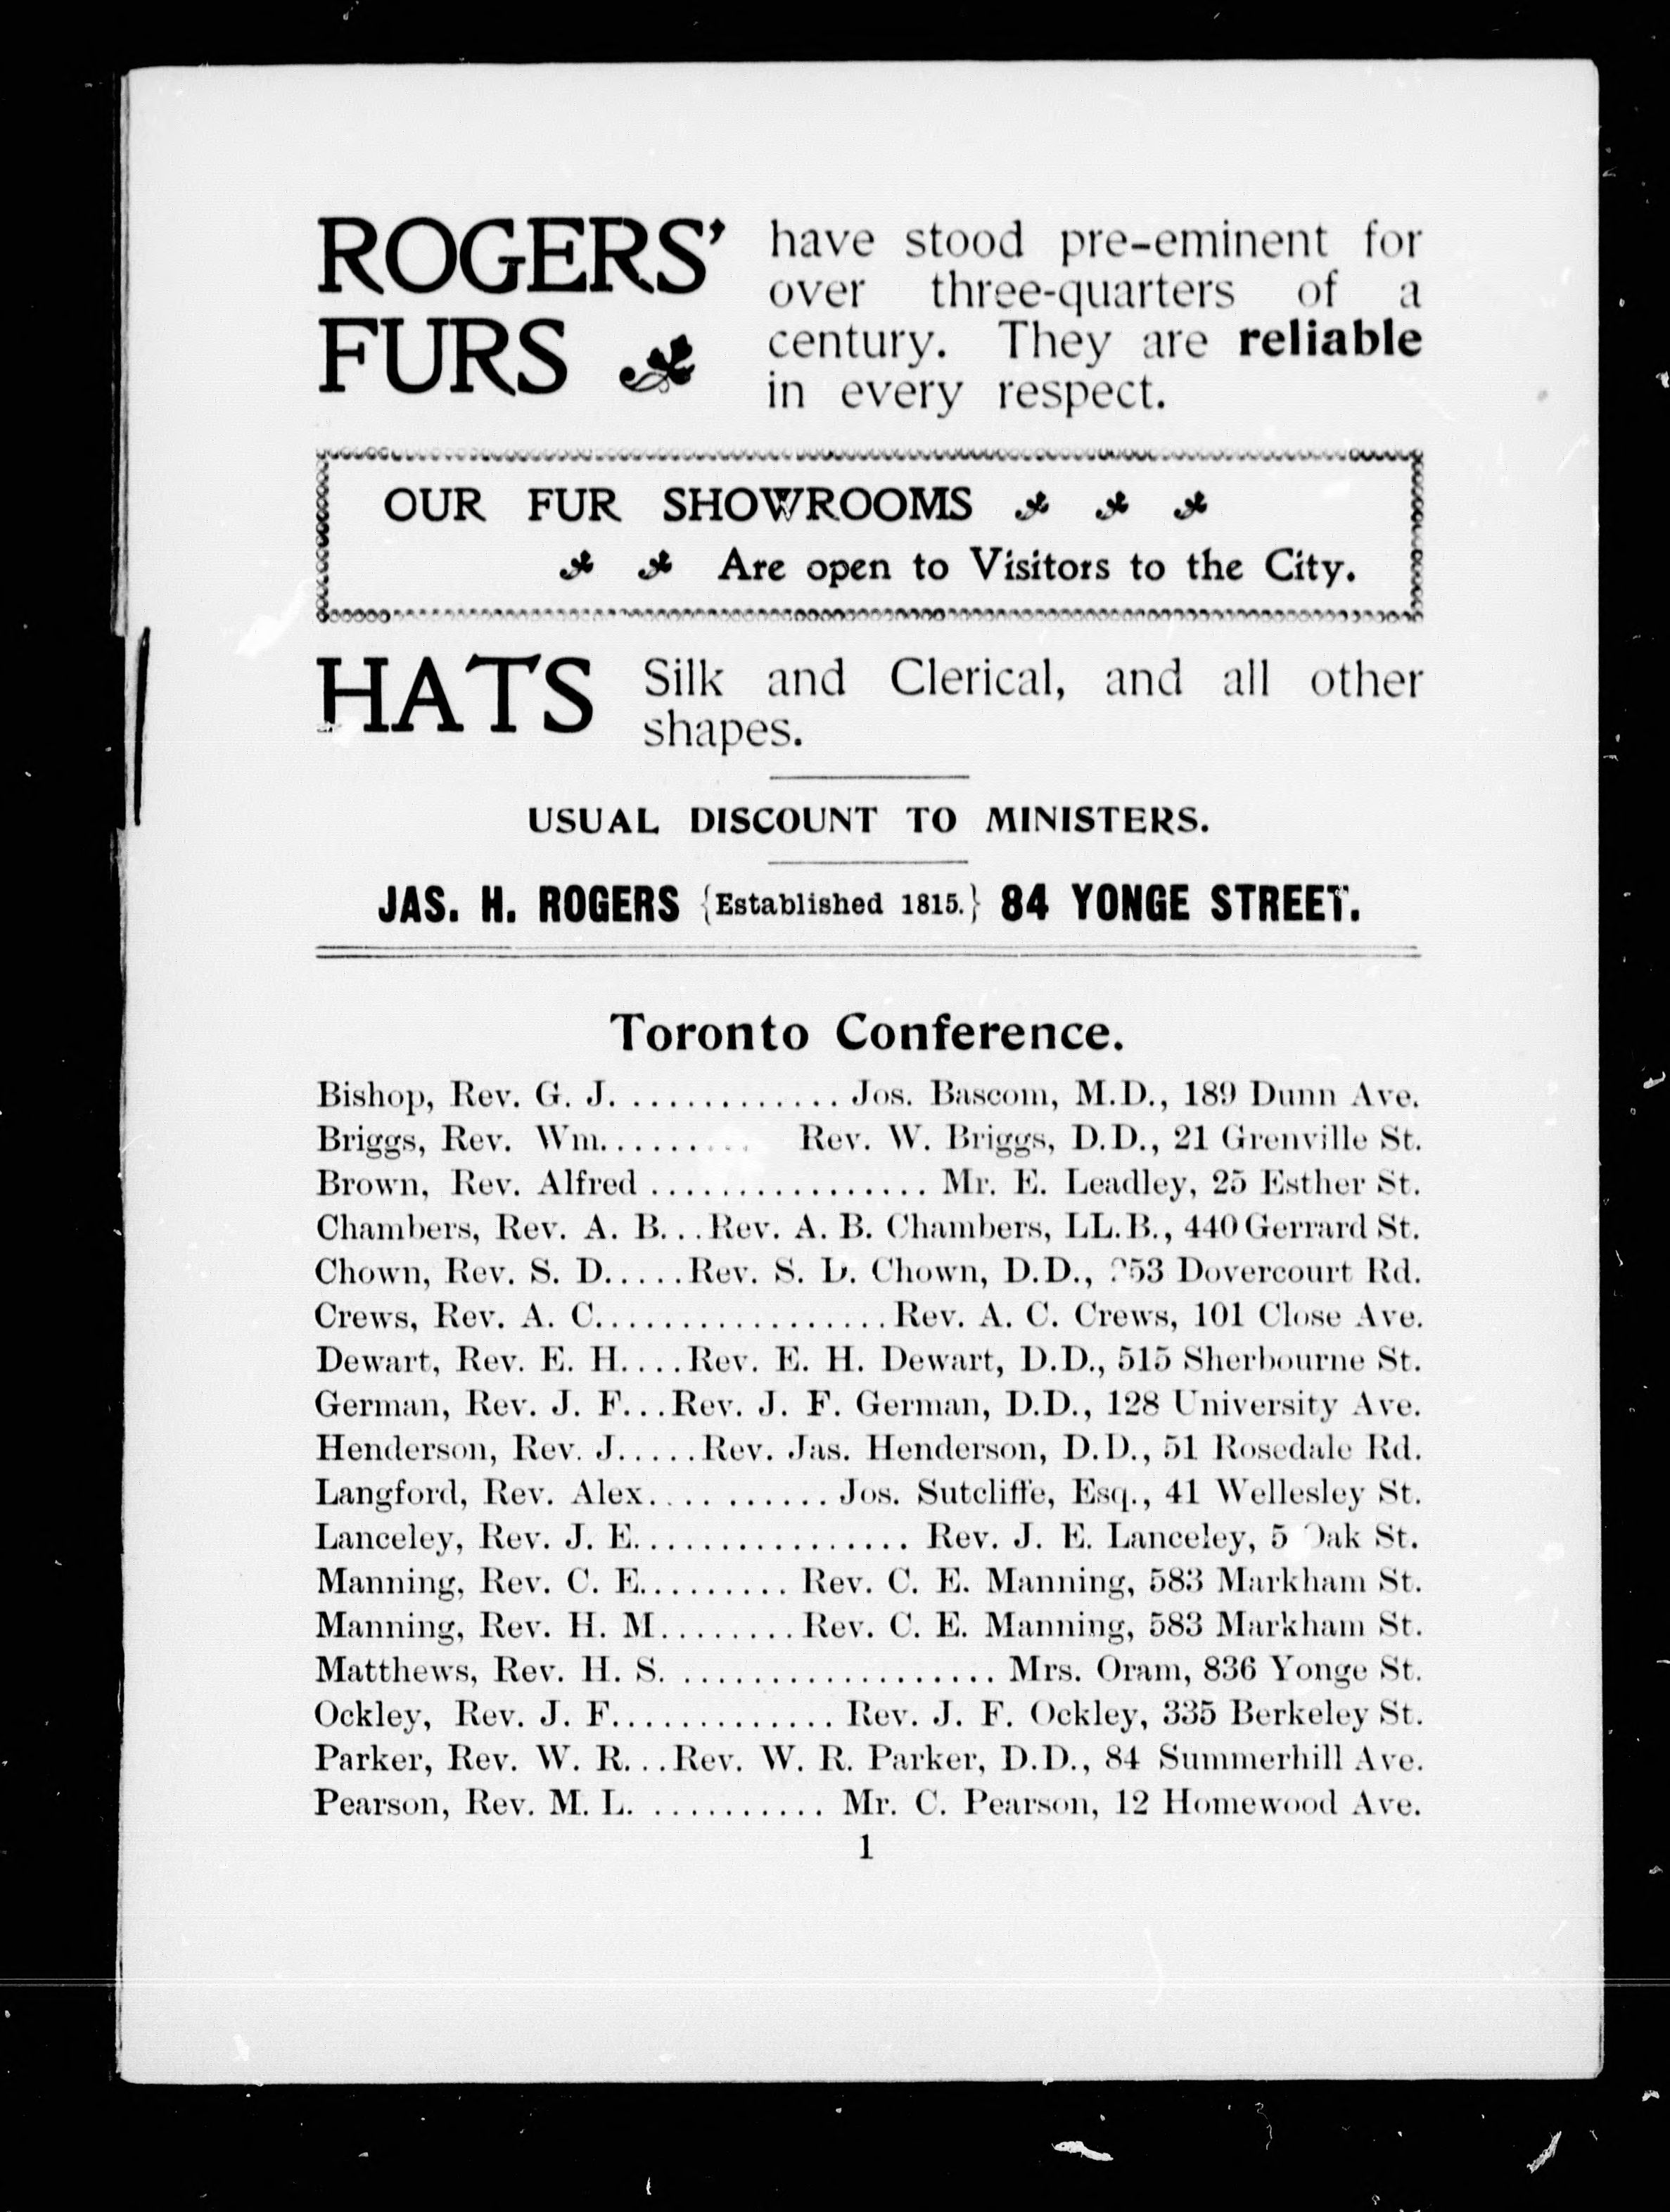 ROGERS' have stood pre-eminent for
over three-quarters of a
FURS century. They are reliable
in every respect.
OUR FUR SHOWROOMS
Are open to Visitors to the City.
HATS Silk and Clerical, and all other
shapes.
USUAL DISCOUNT TO MINISTERS.
JAS. H. ROGERS {Established 1815.} 84 YONGE STREET.
Toronto Conference.
Bishop, Rev. G. J. ............. Jos. Bascom, M.D., 189 Dunn Ave.
Briggs, Rev. Wm......... Rev. W. Briggs, D.D., 21 Grenville St.
Brown, Rev. Alfred ................ Mr. E. Leadley, 25 Esther St.
Chambers, Rev. A. B...Rev. A. B. Chambers, LL.B., 440 Gerrard St.
Chown, Rev. S. D.....Rev. S. D. Chown, D.D., Dovercourt Rd.
Crews, Rev. A. C.................Rev. A. C. Crews, 101 Close Ave.
Dewart, Rev. E. H....Rev. E. H. Dewart, D.D., 515 Sherbourne St.
German, Rev. J. F...Rev. J. F. German, D.D., 128 University Ave.
Henderson, Rev. J.....Rev. Jas. Henderson, D.D., 51 Rosedale Rd.
Langford, Rev. Alex........... Jos. Sutcliffe, Esq., 41 Wellesley St.
Lanceley, Rev. J. E................ Rev. J. E. Lanceley, 5 Oak St.
Manning, Rev. C. E......... Rev. C. E. Manning, 583 Markham St.
Manning, Rev. H. M........Rev. C. E. Manning, 583 Markham St.
Matthews, Rev. H. S. ................... Mrs. Oram, 836 Yonge St.
Ockley, Rev. J. F............. Rev. J. F. Ockley, 335 Berkeley St.
Parker, Rev. W. R...Rev. W. R. Parker, D.D., 84 Summerhill Ave.
Pearson, Rev. M. L. ........... Mr. C. Pearson, 12 Homewood Ave.
1